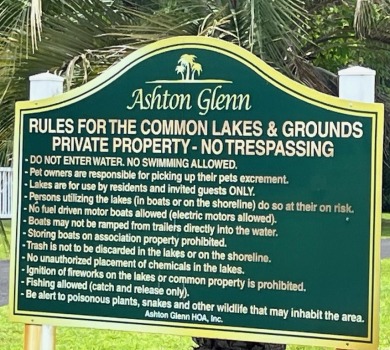 Ashton Glenn
RULES FOR THE COMMON LAKES & GROUNDS
PRIVATE PROPERTY - NO TRESPASSING
- DO NOT ENTER WATER. NO SWIMMING ALLOWED.
- Pet owners are responsible for picking up their pets excrement.
- Lakes are for use by residents and invited guests ONLY.
- Persons utilizing the lakes (in boats or on the shoreline) do so at their on risk.
- No fuel driven motor boats allowed (electric motors allowed).
- Boats may not be ramped from trailers directly into the water.
- Storing boats on association property prohibited.
- Trash is not to be discarded in the lakes or on the shoreline.
- No unauthorized placement of chemicals in the lakes.
- Ignition of fireworks on the lakes or common property is prohibited.
- Fishing allowed (catch and release only).
- Be alert to poisonous plants, snakes and other wildlife that may inhabit the area.
Ashton Glenn HOA, Inc.